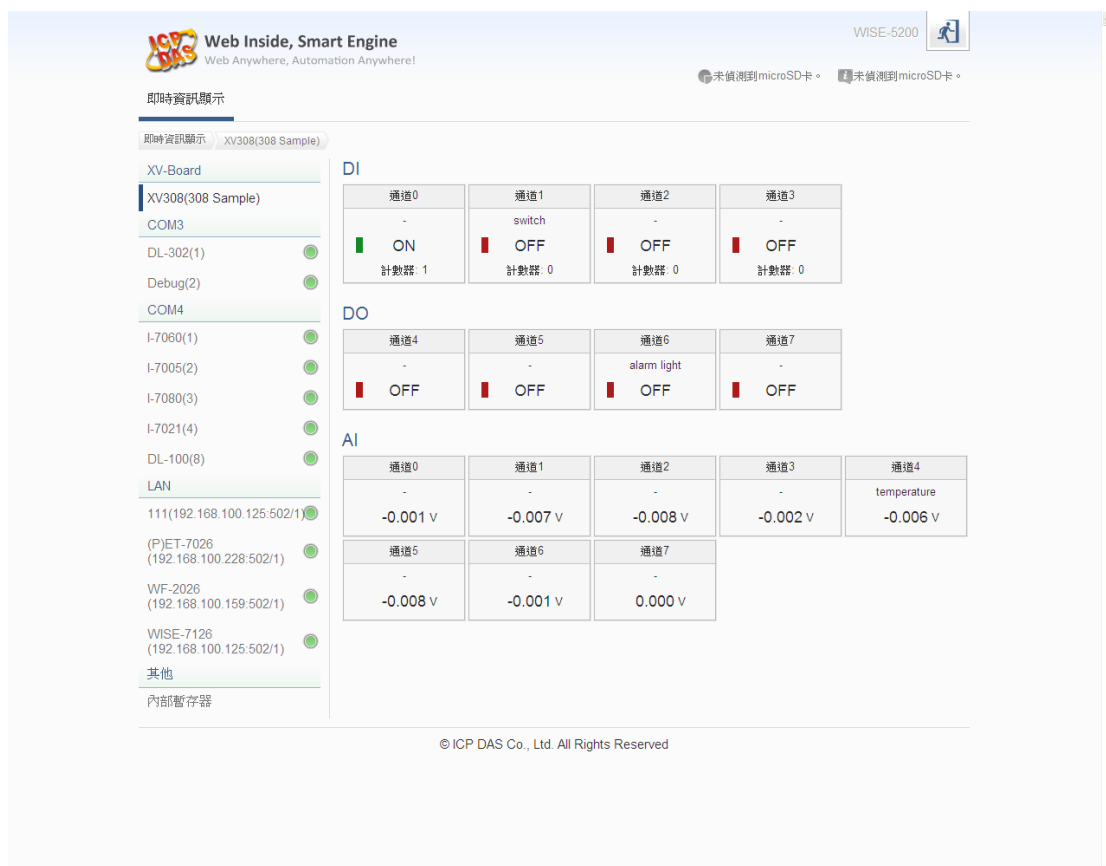 ICP DAS
Web Inside, Smart Engine
Web Anywhere, Automation Anywhere!
WISE-5200
未偵測到microSD卡。 未偵測到microSD卡。
即時資訊顯示
即時資訊顯示 XV308(308 Sample)
XV-Board
XV308(308 Sample)
COM3
DL-302(1)
Debug(2)
COM4
I-7060(1)
I-7005(2)
I-7080(3)
I-7021(4)
DL-100(8)
LAN
111(192.168.100.125:502/1)
(P)ET-7026
(192.168.100.228:502/1)
WF-2026
(192.168.100.159:502/1)
WISE-7126
(192.168.100.125:502/1)
其他
內部暫存器
DI
通道0 通道1 通道2 通道3
- switch - -
ON OFF OFF OFF
計數器: 1 計數器: 0 計數器: 0 計數器: 0
DO
通道4 通道5 通道6 通道7
- - alarm light -
OFF OFF OFF OFF
AI
通道0 通道1 通道2 通道3 通道4
- - - - temperature
-0.001 V -0.007 V -0.008 V -0.002 V -0.006 V
通道5 通道6 通道7
- - -
-0.008 V -0.001 V 0.000 V
© ICP DAS Co., Ltd. All Rights Reserved